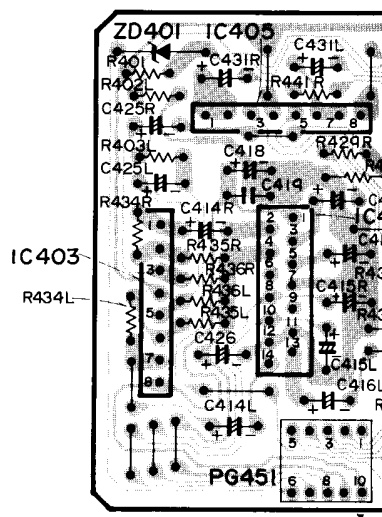 ZD401 IC405
R401
C431R
C431L
R402L
R441R
C425R
1 3 5 7 8
R403L
R429R
C418
C425L
C419
R434R
C414R
1
2
3
R435R
4
IC403
3
R436R
6
8
9
C415R
R434L
R436L
R435L
10
5
11
C426
12
13
14
C415L
7
8
C416L
C414L
5 3 1
PG451
6 8 10